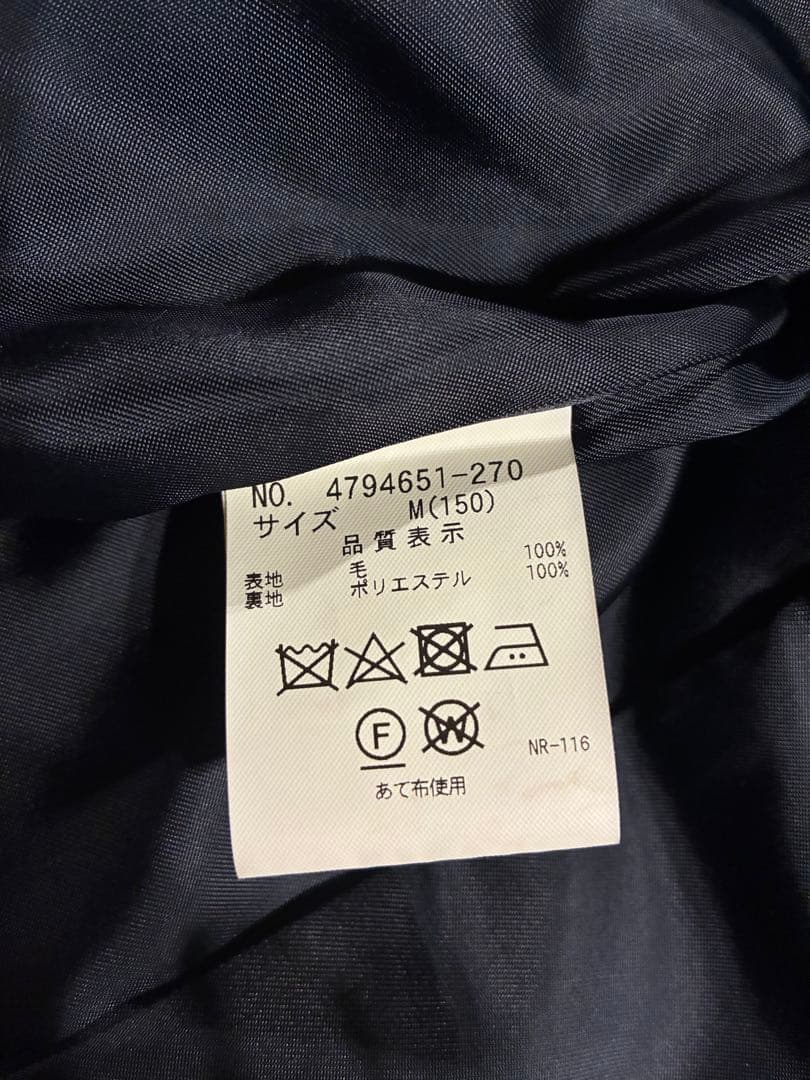 NO. 4794651-270
サイズ M(150)
品質表示
表地 毛 100%
裏地 ポリエステル 100%
F W
NR-116
あて布使用